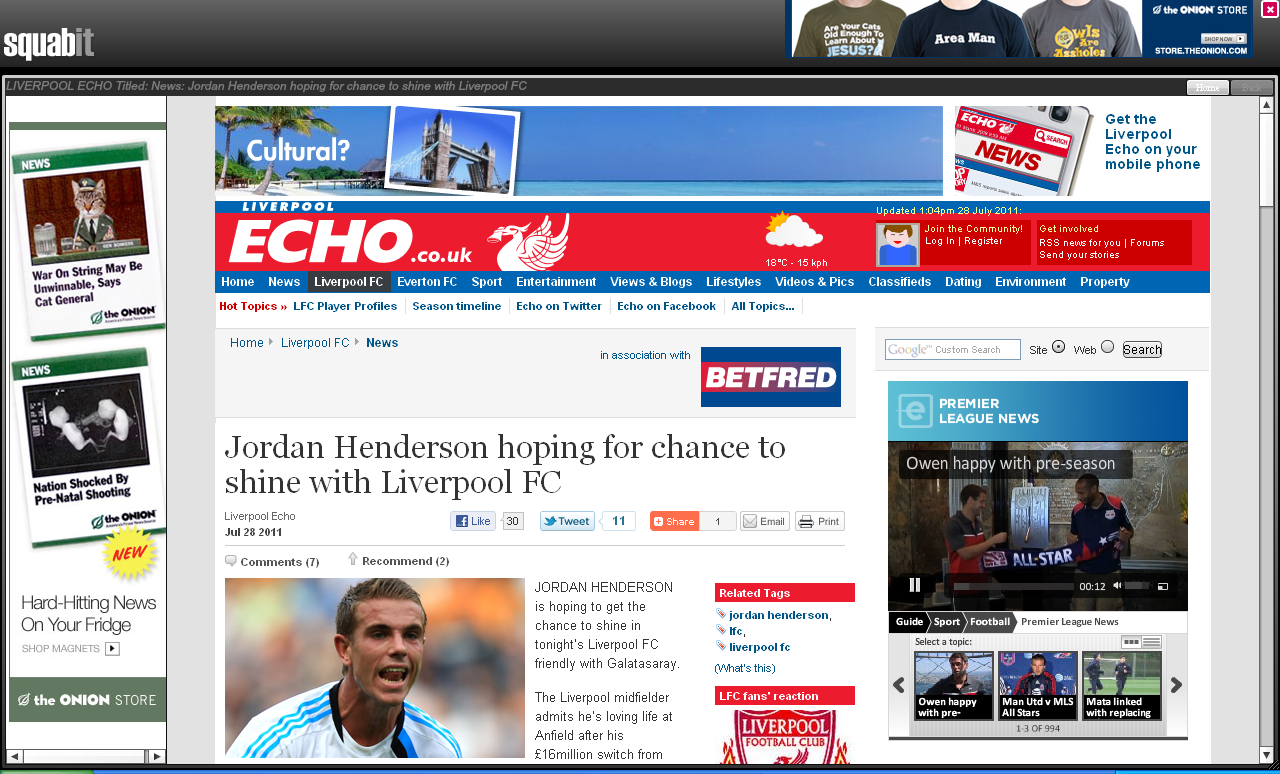 squabit
Are Your Cats
Old Enough To
Learn About
JESUS?
Area Man
Owls
Are
Assholes
the ONION STORE
SHOP NOW
STORE.THEONION.COM
LIVERPOOL ECHO Titled: News: Jordan Henderson hoping for chance to shine with Liverpool FC
Home
Back
NEWS
War On String May Be
Unwinnable, Says
Cat General
the ONION
NEWS
Nation Shocked By
Pre-Natal Shooting
the ONION
NEW
Hard-Hitting News
On Your Fridge
SHOP MAGNETS
the ONION STORE
Cultural?
ECHO
SEARCH
NEWS
Get the
Liverpool
Echo on your
mobile phone
LIVERPOOL
ECHO.co.uk
18°C - 15 kph
Updated 1:04pm 28 July 2011:
Join the Community!
Log In | Register
Get involved
RSS news for you | Forums
Send your stories
Home News Liverpool FC Everton FC Sport Entertainment Views & Blogs Lifestyles Videos & Pics Classifieds Dating Environment Property
Hot Topics » LFC Player Profiles Season timeline Echo on Twitter Echo on Facebook All Topics...
Home Liverpool FC News
in association with
BETFRED
Google™ Custom Search Site Web Search
Jordan Henderson hoping for chance to
shine with Liverpool FC
Liverpool Echo
Jul 28 2011
Like 30 Tweet 11 Share 1 Email Print
Comments (7) Recommend (2)
JORDAN HENDERSON
is hoping to get the
chance to shine in
tonight's Liverpool FC
friendly with Galatasaray.
The Liverpool midfielder
admits he's loving life at
Anfield after his
£16million switch from
Related Tags
jordan henderson,
lfc,
liverpool fc
(What's this)
LFC fans' reaction
LIVERPOOL
FOOTBALL CLUB
e PREMIER
LEAGUE NEWS
Owen happy with pre-season
ALL-STAR
00:12
Guide Sport Football Premier League News
Select a topic:
Owen happy
with pre-
Man Utd v MLS
All Stars
Mata linked
with replacing
1-3 OF 994